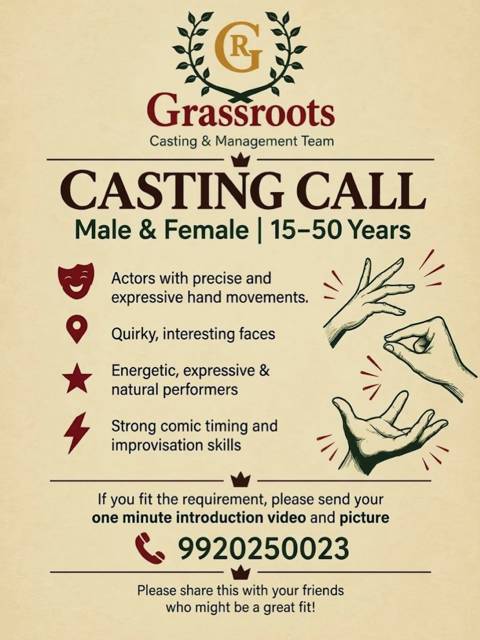 GR
Grassroots
Casting & Management Team
CASTING CALL
Male & Female | 15–50 Years
Actors with precise and
expressive hand movements.
Quirky, interesting faces
Energetic, expressive &
natural performers
Strong comic timing and
improvisation skills
If you fit the requirement, please send your
one minute introduction video and picture
9920250023
Please share this with your friends
who might be a great fit!